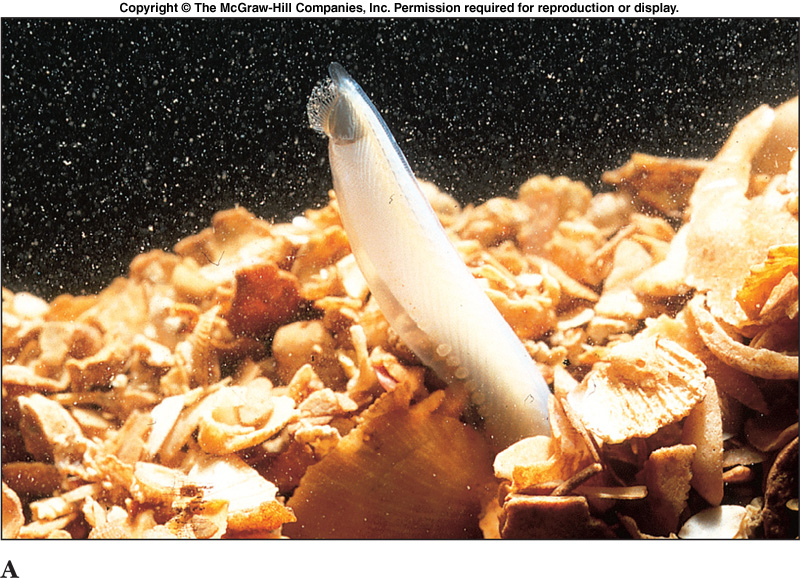 Copyright © The McGraw-Hill Companies, Inc. Permission required for reproduction or display.
A